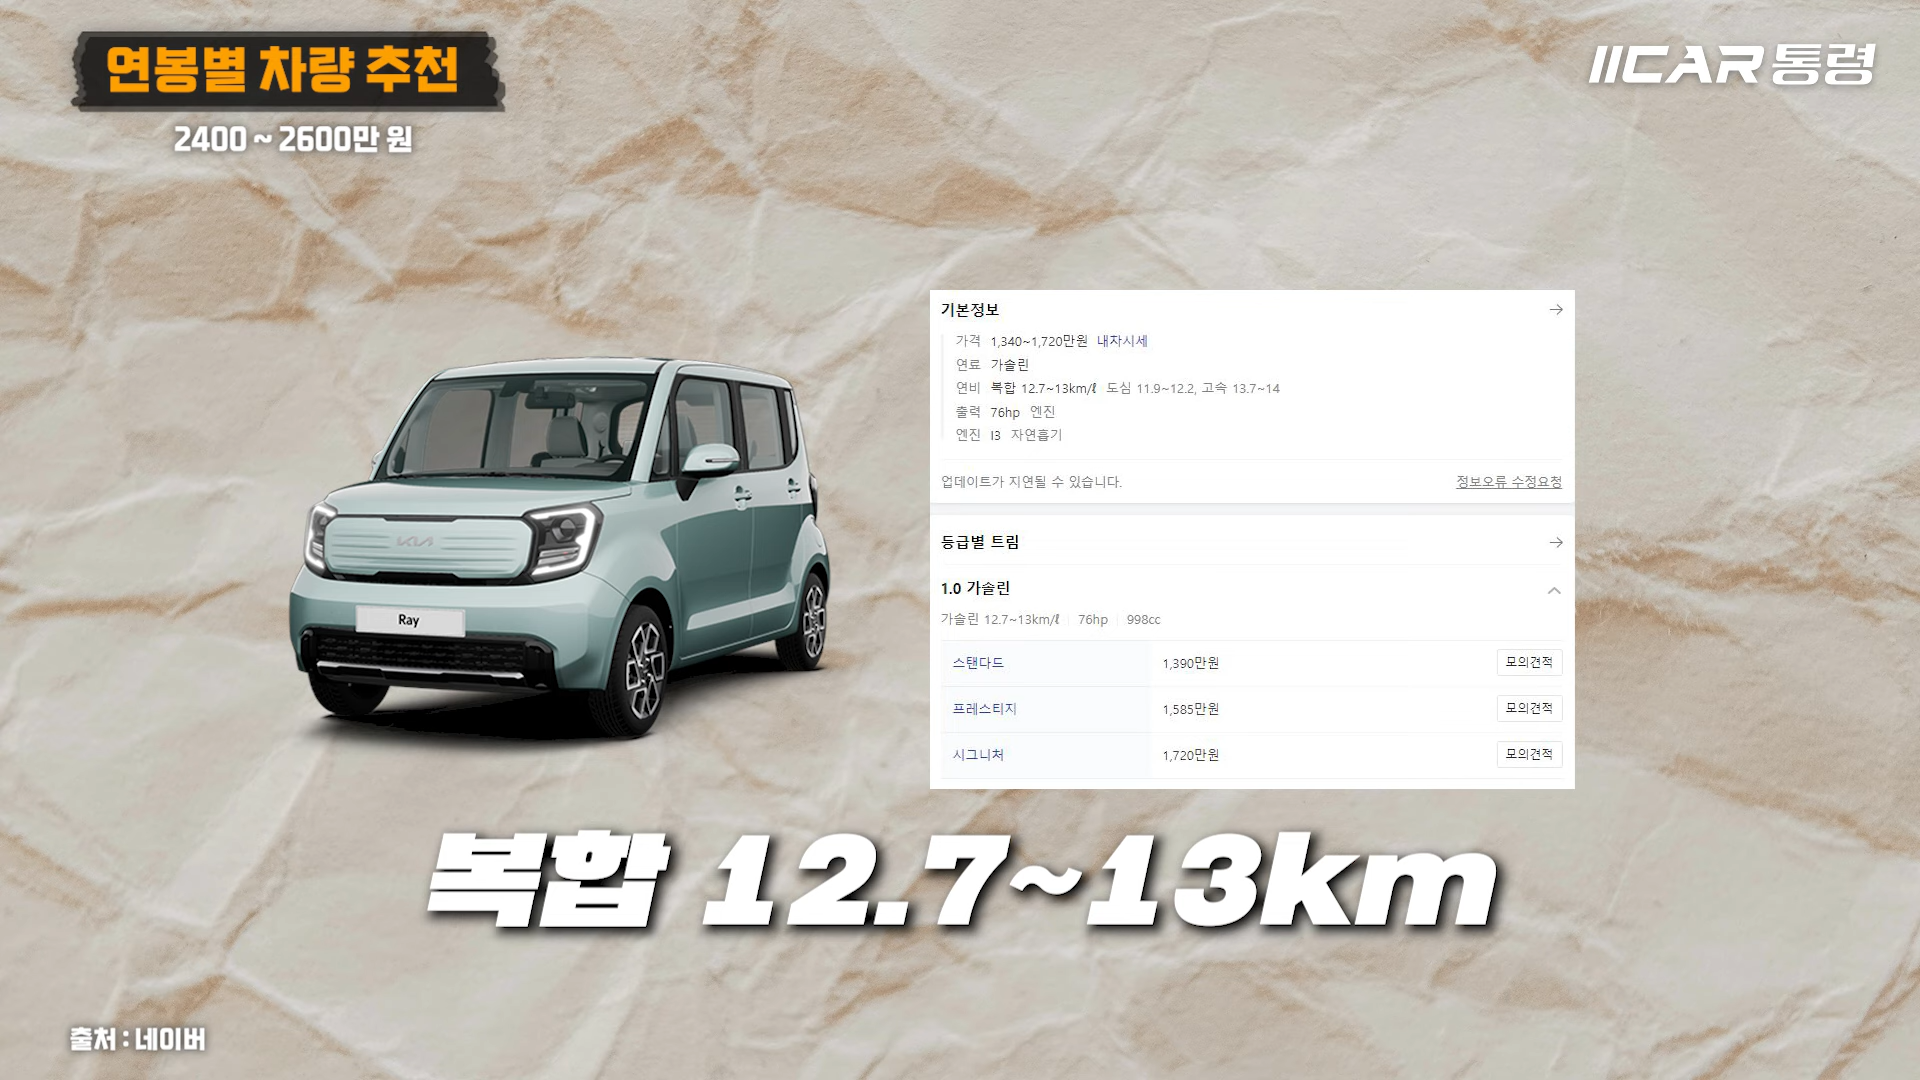 연봉별 차량 추천
2400 ~ 2600만 원
CAR통령
기본정보
가격 1,340~1,720만원 내차시세
연료 가솔린
연비 복합 12.7~13km/ℓ 도심 11.9~12.2, 고속 13.7~14
출력 76hp 엔진
엔진 I3 자연흡기
업데이트가 지연될 수 있습니다. 정보오류 수정요청
등급별 트림
1.0 가솔린
가솔린 12.7~13km/ℓ 76hp 998cc
스탠다드 1,390만원 모의견적
프레스티지 1,585만원 모의견적
시그니처 1,720만원 모의견적
KIA
Ray
복합 12.7~13km
출처 : 네이버